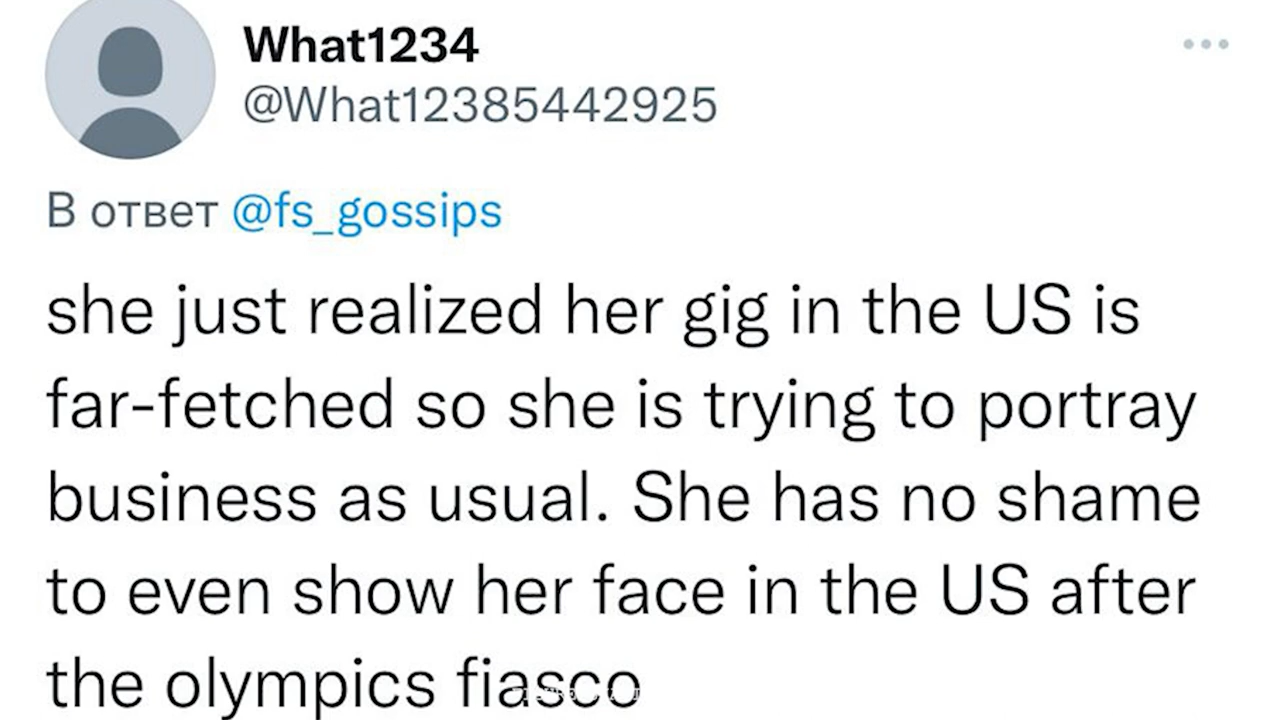 What1234
@What12385442925
В ответ @fs_gossips
she just realized her gig in the US is
far-fetched so she is trying to portray
business as usual. She has no shame
to even show her face in the US after
the olympics fiasco